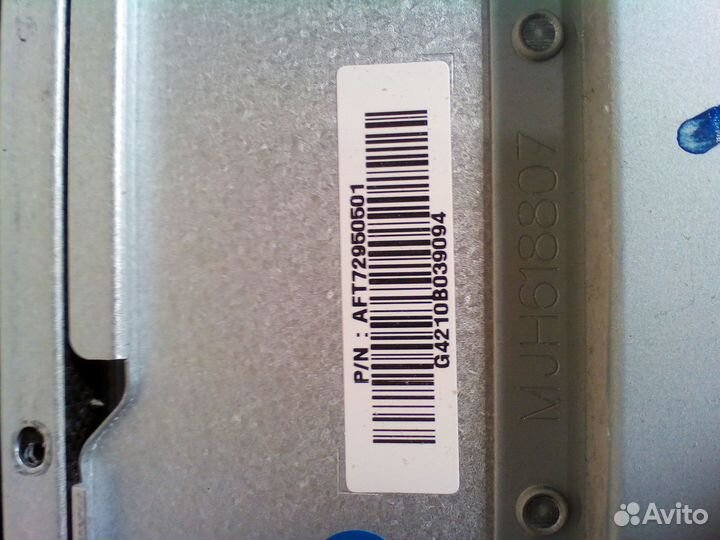 P/N : AFT72950501
G4210B039094
MJH61880７
Avito